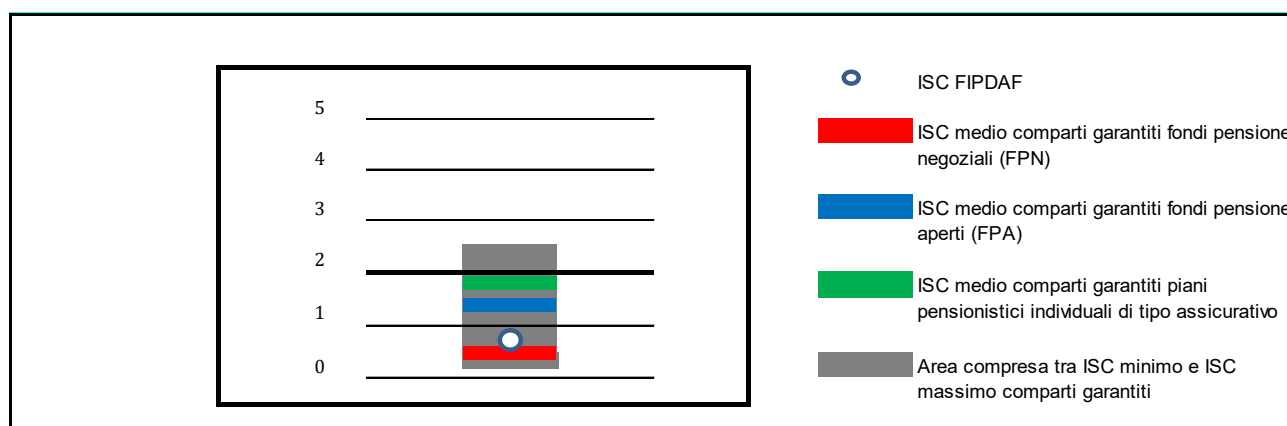 5
4
3
2
1
0
ISC FIPDAF
ISC medio comparti garantiti fondi pensione
negoziali (FPN)
ISC medio comparti garantiti fondi pensione
aperti (FPA)
ISC medio comparti garantiti piani
pensionistici individuali di tipo assicurativo
Area compresa tra ISC minimo e ISC
massimo comparti garantiti